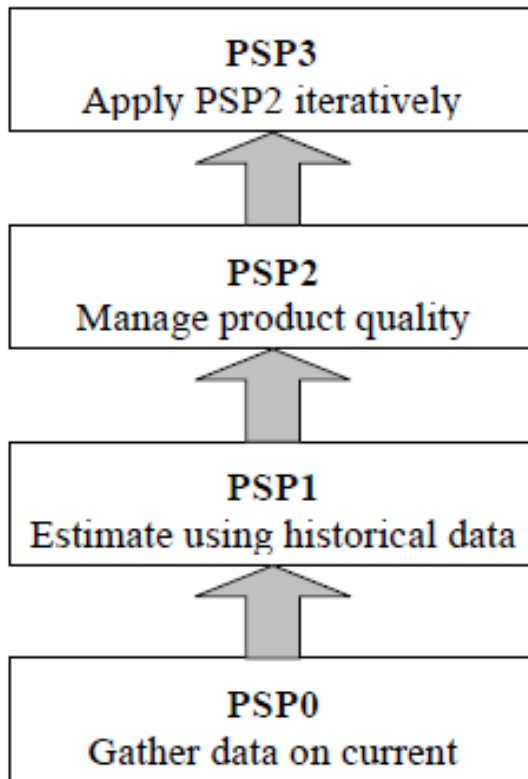 PSP3
Apply PSP2 iteratively
PSP2
Manage product quality
PSP1
Estimate using historical data
PSP0
Gather data on current